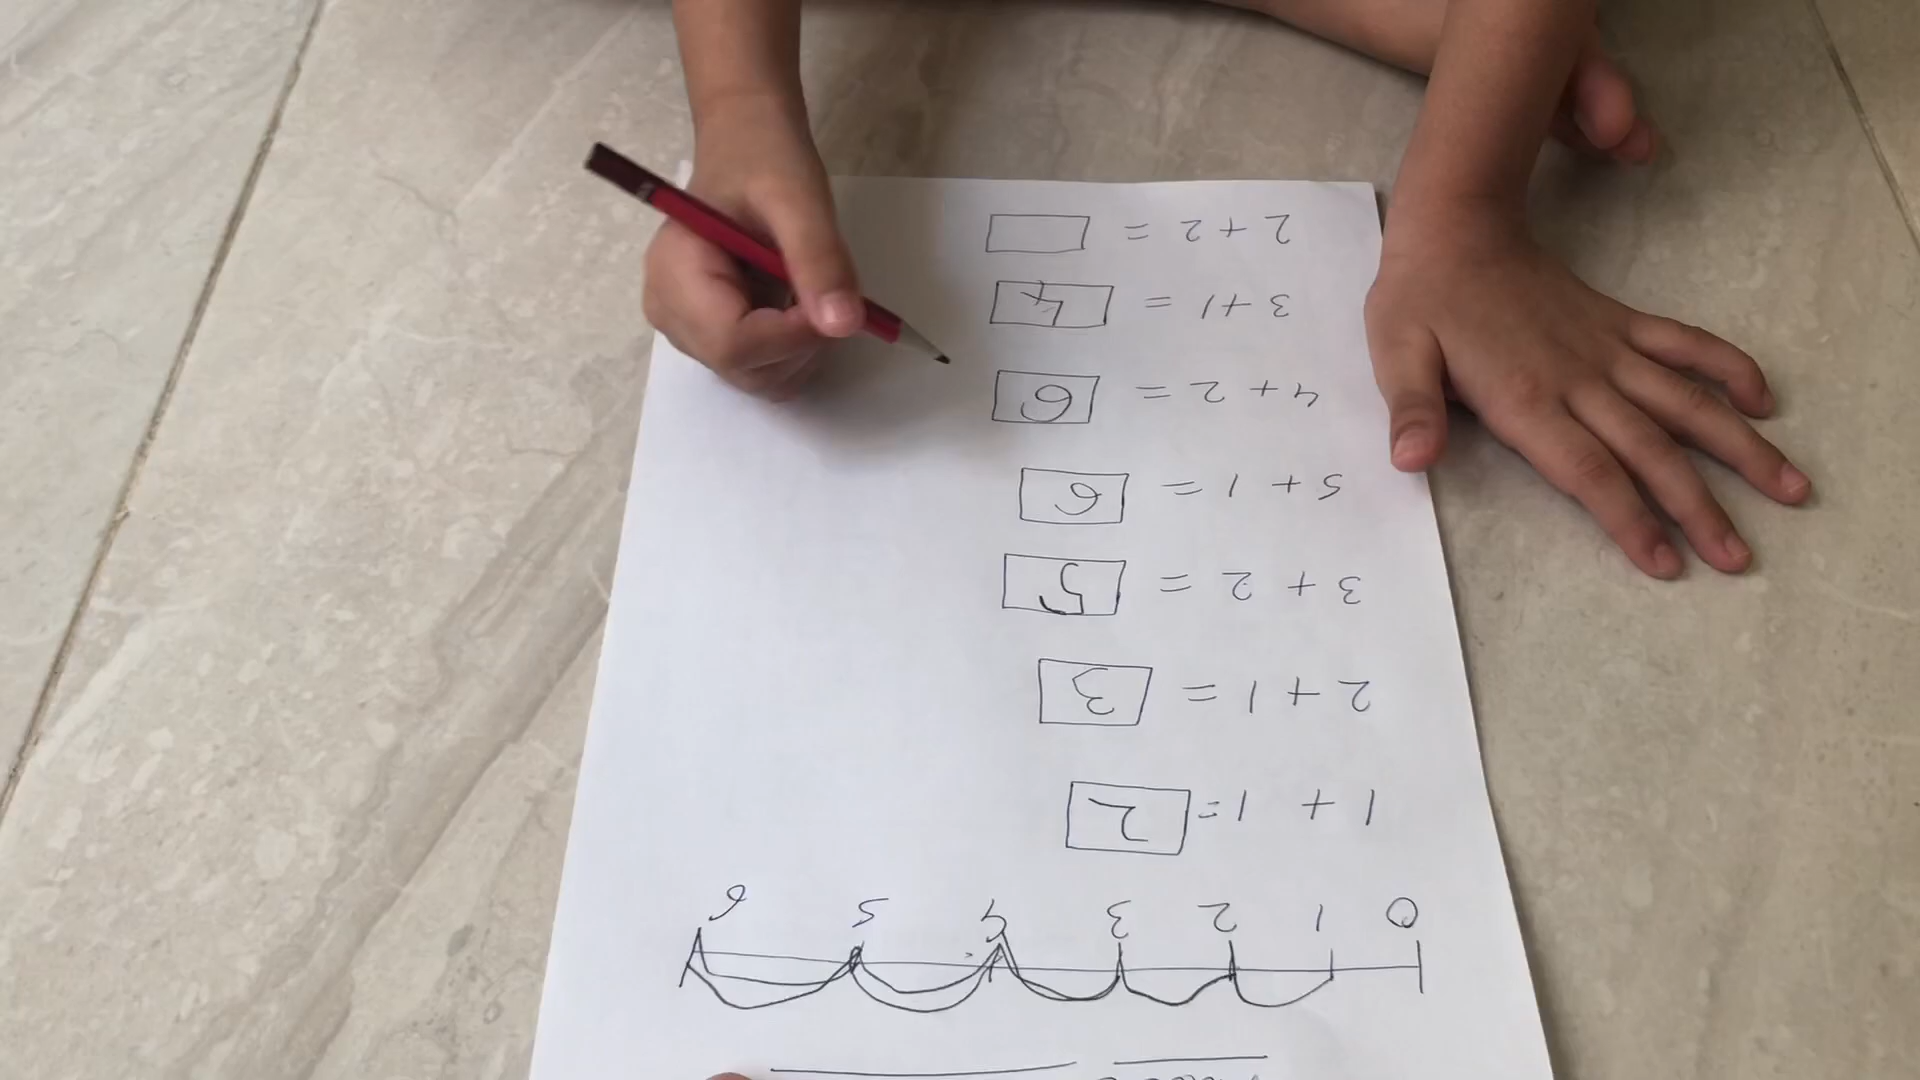 0 1 2 3 4 5 6
1 + 1 = 2
2 + 1 = 3
3 + 2 = 5
5 + 1 = 6
4 + 2 = 6
3 + 1 = 4
2 + 2 =